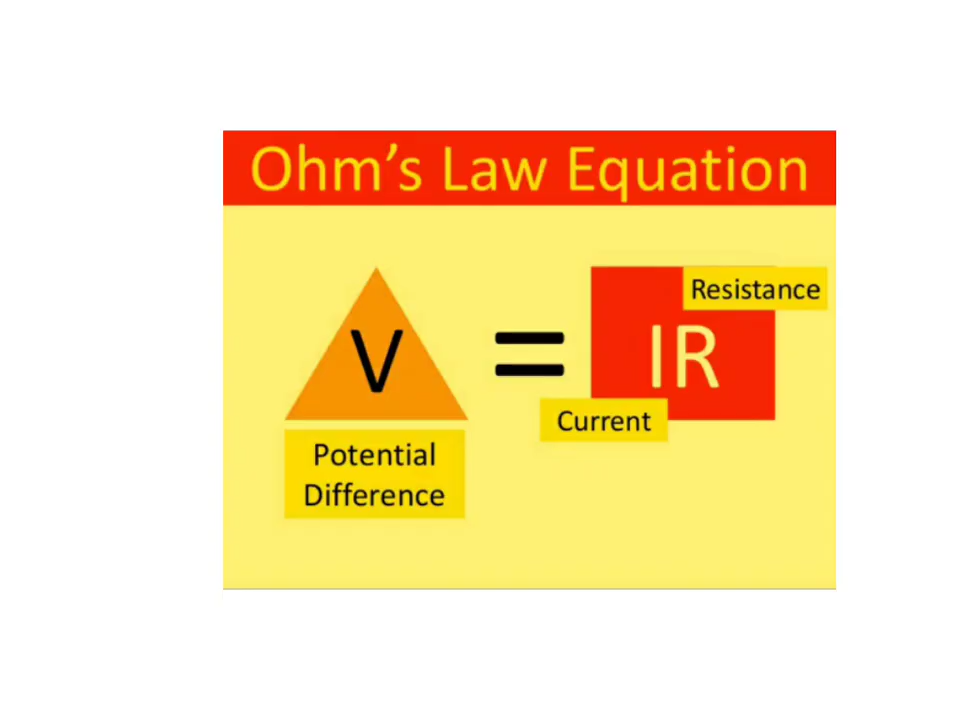 Ohm’s Law Equation
Resistance
V = IR
Current
Potential
Difference